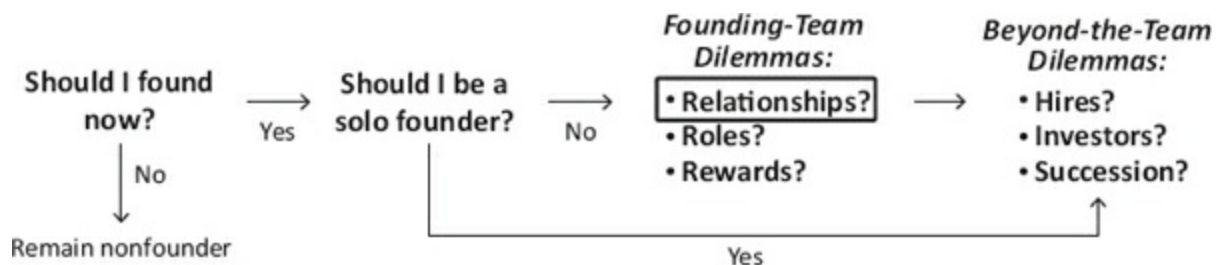 Should I found
now?
Yes
No
Remain nonfounder
Should I be a
solo founder?
No
Yes
Founding-Team
Dilemmas:
• Relationships?
• Roles?
• Rewards?
Beyond-the-Team
Dilemmas:
• Hires?
• Investors?
• Succession?